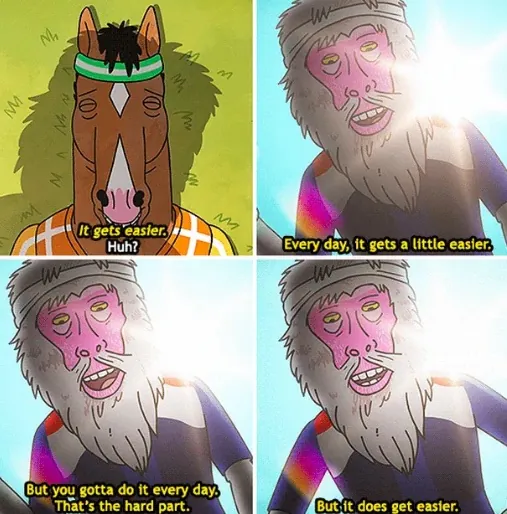 It gets easier.
Huh?
Every day, it gets a little easier.
But you gotta do it every day.
That's the hard part.
But it does get easier.